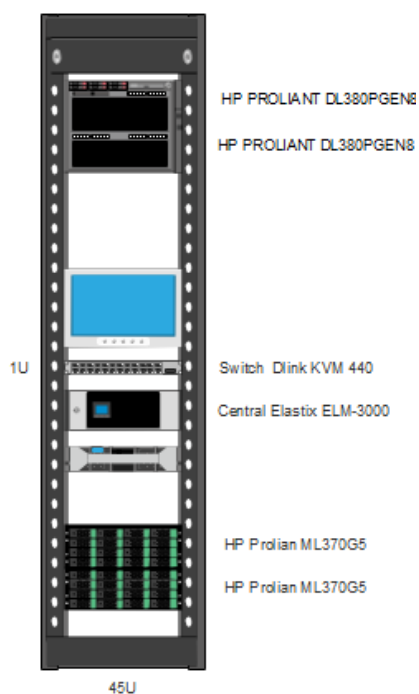 HP PROLIANT DL380PGEN8
HP PROLIANT DL380PGEN8
1U
Switch Dlink KVM 440
Central Elastix ELM-3000
HP Prolian ML370G5
HP Prolian ML370G5
45U